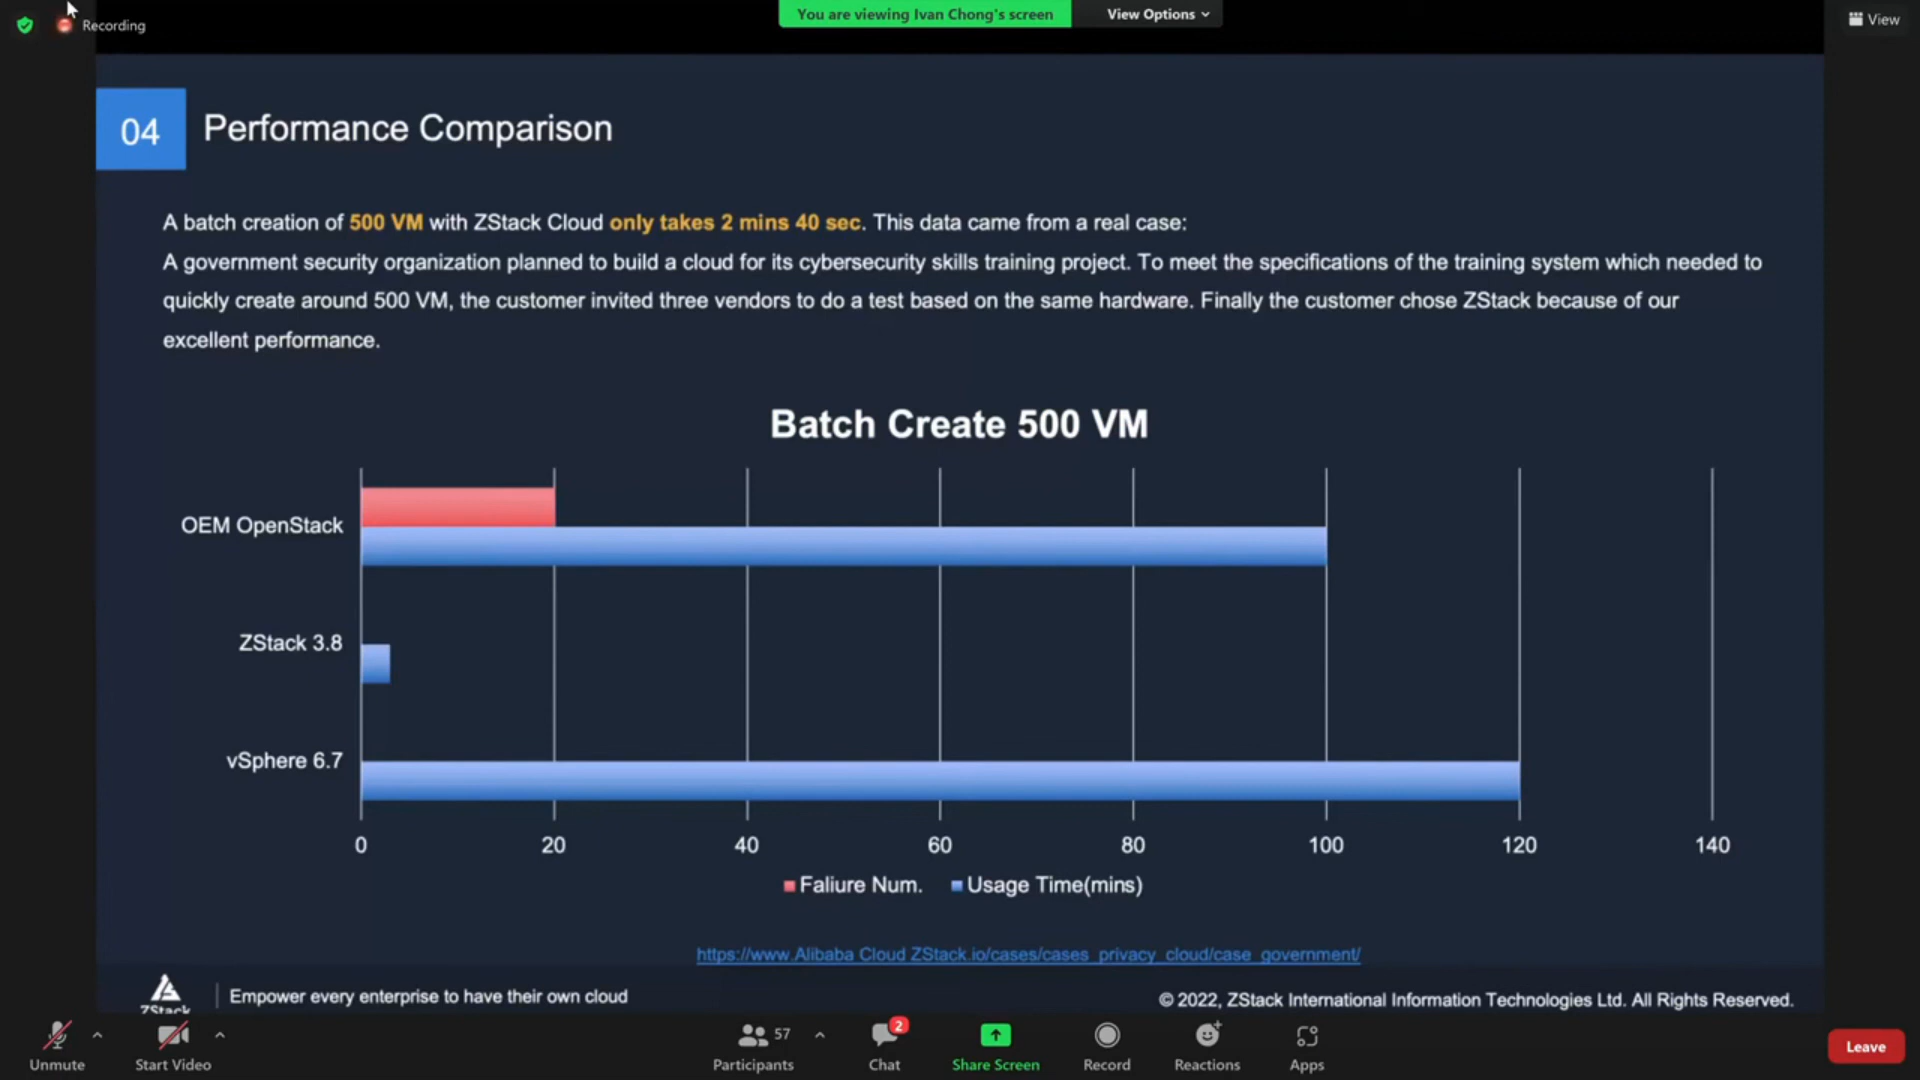 Recording
You are viewing Ivan Chong's screen
View Options
View
04
Performance Comparison
A batch creation of 500 VM with ZStack Cloud only takes 2 mins 40 sec. This data came from a real case:
A government security organization planned to build a cloud for its cybersecurity skills training project. To meet the specifications of the training system which needed to
quickly create around 500 VM, the customer invited three vendors to do a test based on the same hardware. Finally the customer chose ZStack because of our
excellent performance.
Batch Create 500 VM
OEM OpenStack
ZStack 3.8
vSphere 6.7
0 20 40 60 80 100 120 140
Faliure Num. Usage Time(mins)
https://www.Alibaba Cloud ZStack.io/cases/cases_privacy_cloud/case_government/
ZStack
Empower every enterprise to have their own cloud
© 2022, ZStack International Information Technologies Ltd. All Rights Reserved.
57
2
Unmute
Start Video
Participants
Chat
Share Screen
Record
Reactions
Apps
Leave